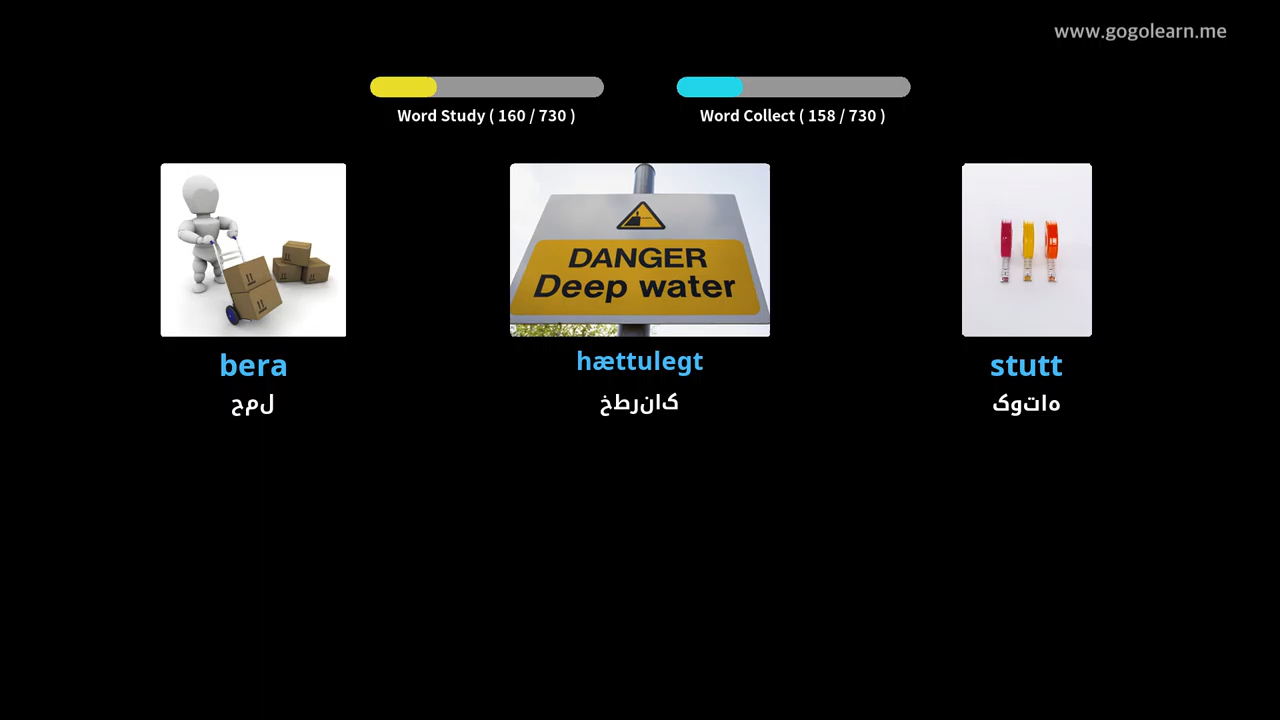 www.gogolearn.me
Word Study ( 160 / 730 )
Word Collect ( 158 / 730 )
DANGER
Deep water
bera
hættulegt
stutt
حمل
خطرناک
کوتاه